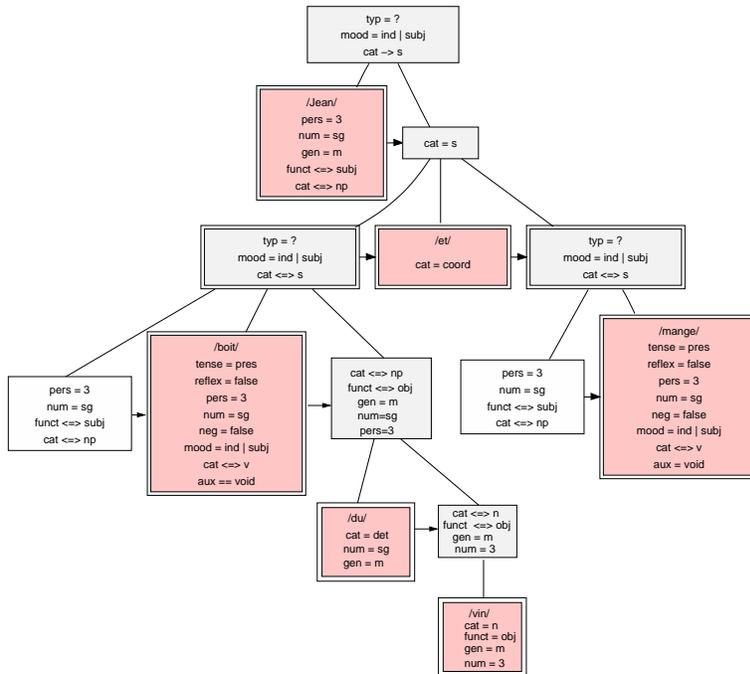 typ = ?
mood = ind | subj
cat −> s
/Jean/
pers = 3
num = sg
gen = m
funct <=> subj
cat <=> np
cat = s
typ = ?
mood = ind | subj
cat <=> s
/et/
cat = coord
typ = ?
mood = ind | subj
cat <=> s
pers = 3
num = sg
funct <=> subj
cat <=> np
/boit/
tense = pres
reflex = false
pers = 3
num = sg
neg = false
mood = ind | subj
cat <=> v
aux == void
cat <=> np
funct <=> obj
gen = m
num=sg
pers=3
pers = 3
num = sg
funct <=> subj
cat <=> np
/mange/
tense = pres
reflex = false
pers = 3
num = sg
neg = false
mood = ind | subj
cat <=> v
aux = void
/du/
cat = det
num = sg
gen = m
cat <=> n
funct <=> obj
gen = m
num = 3
/vin/
cat = n
funct = obj
gen = m
num = 3